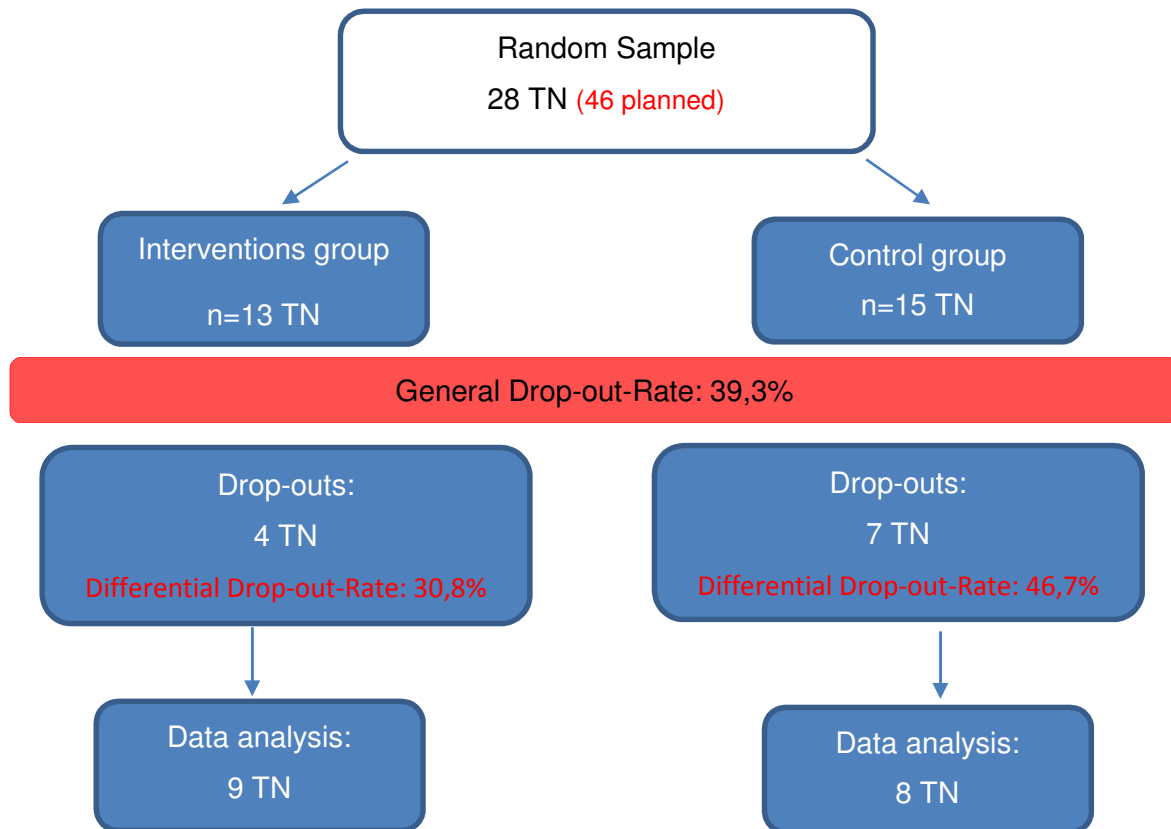 Random Sample
28 TN (46 planned)
Interventions group
n=13 TN
Control group
n=15 TN
General Drop-out-Rate: 39,3%
Drop-outs:
4 TN
Differential Drop-out-Rate: 30,8%
Drop-outs:
7 TN
Differential Drop-out-Rate: 46,7%
Data analysis:
9 TN
Data analysis:
8 TN